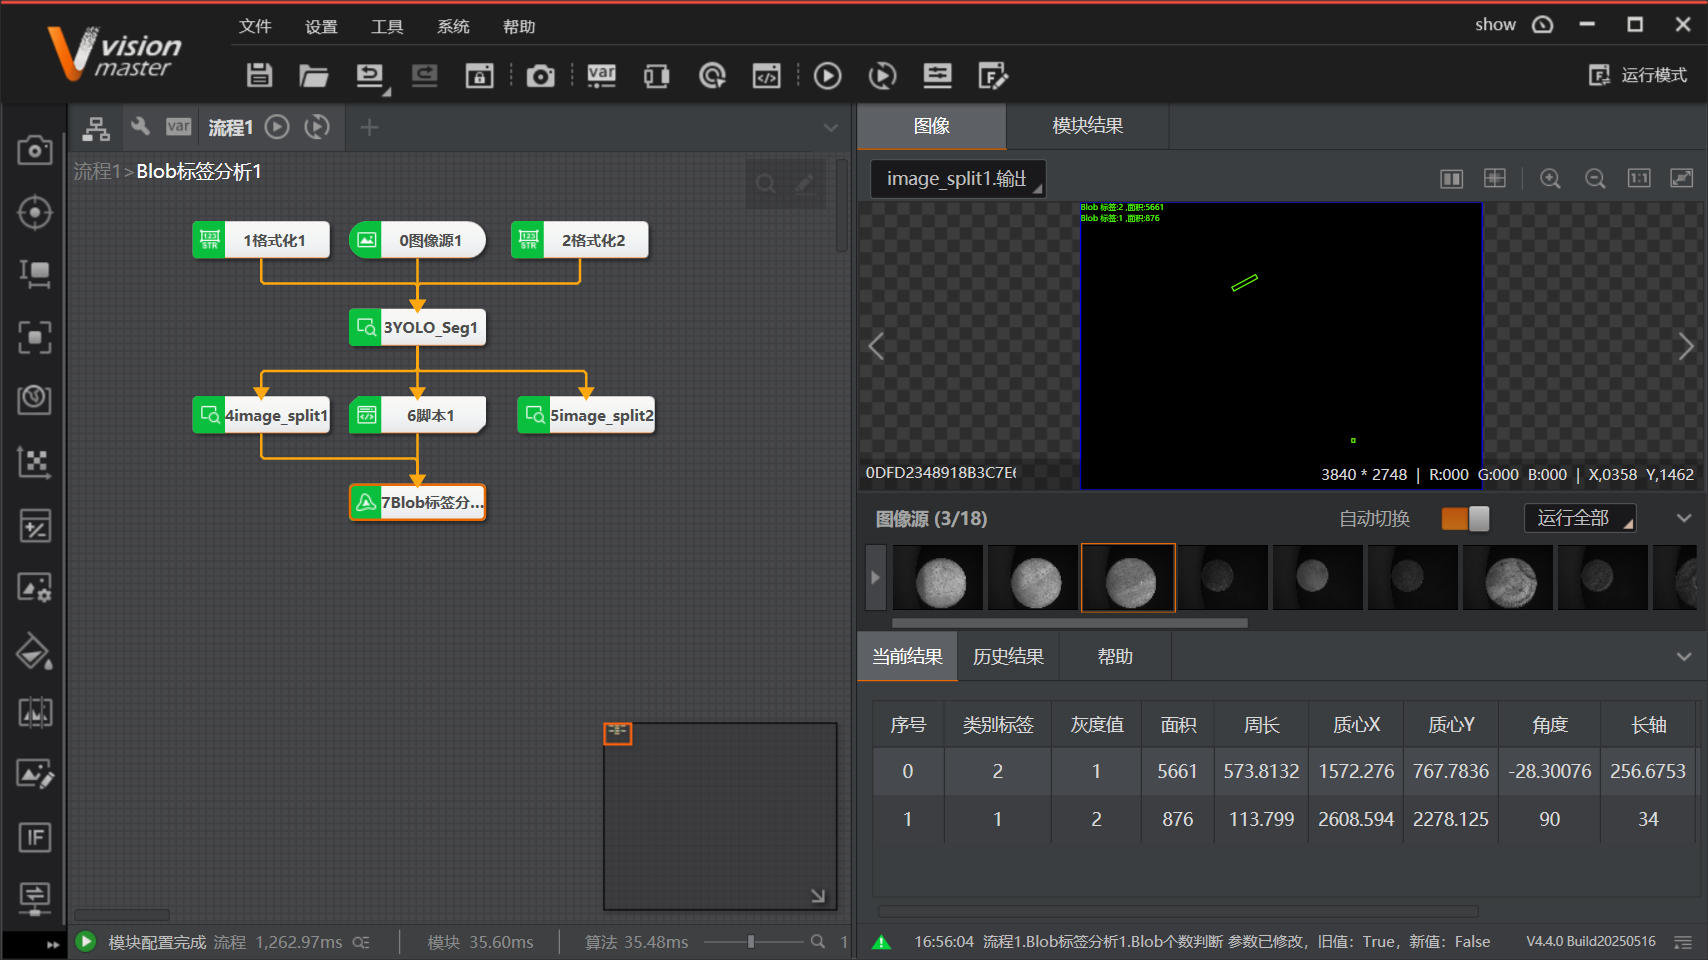 vision master
文件 设置 工具 系统 帮助
show
运行模式
流程1
图像 模块结果
流程1>Blob标签分析1
image_split1.输出
Blob 标签:2 ,面积:5661
Blob 标签:1 ,面积:876
1格式化1 0图像源1 2格式化2
3YOLO_Seg1
4image_split1 6脚本1 5image_split2
7Blob标签分...
3840 * 2748 | R:000 G:000 B:000 | X,0358 Y,1462
图像源 (3/18) 自动切换 运行全部
当前结果 历史结果 帮助
序号 类别标签 灰度值 面积 周长 质心X 质心Y 角度 长轴
0 2 1 5661 573.8132 1572.276 767.7836 -28.30076 256.6753
1 1 2 876 113.799 2608.594 2278.125 90 34
模块配置完成 流程 1,262.97ms 模块 35.60ms 算法 35.48ms 1
16:56:04 流程1.Blob标签分析1.Blob个数判断 参数已修改，旧值：True，新值：False V4.4.0 Build20250516